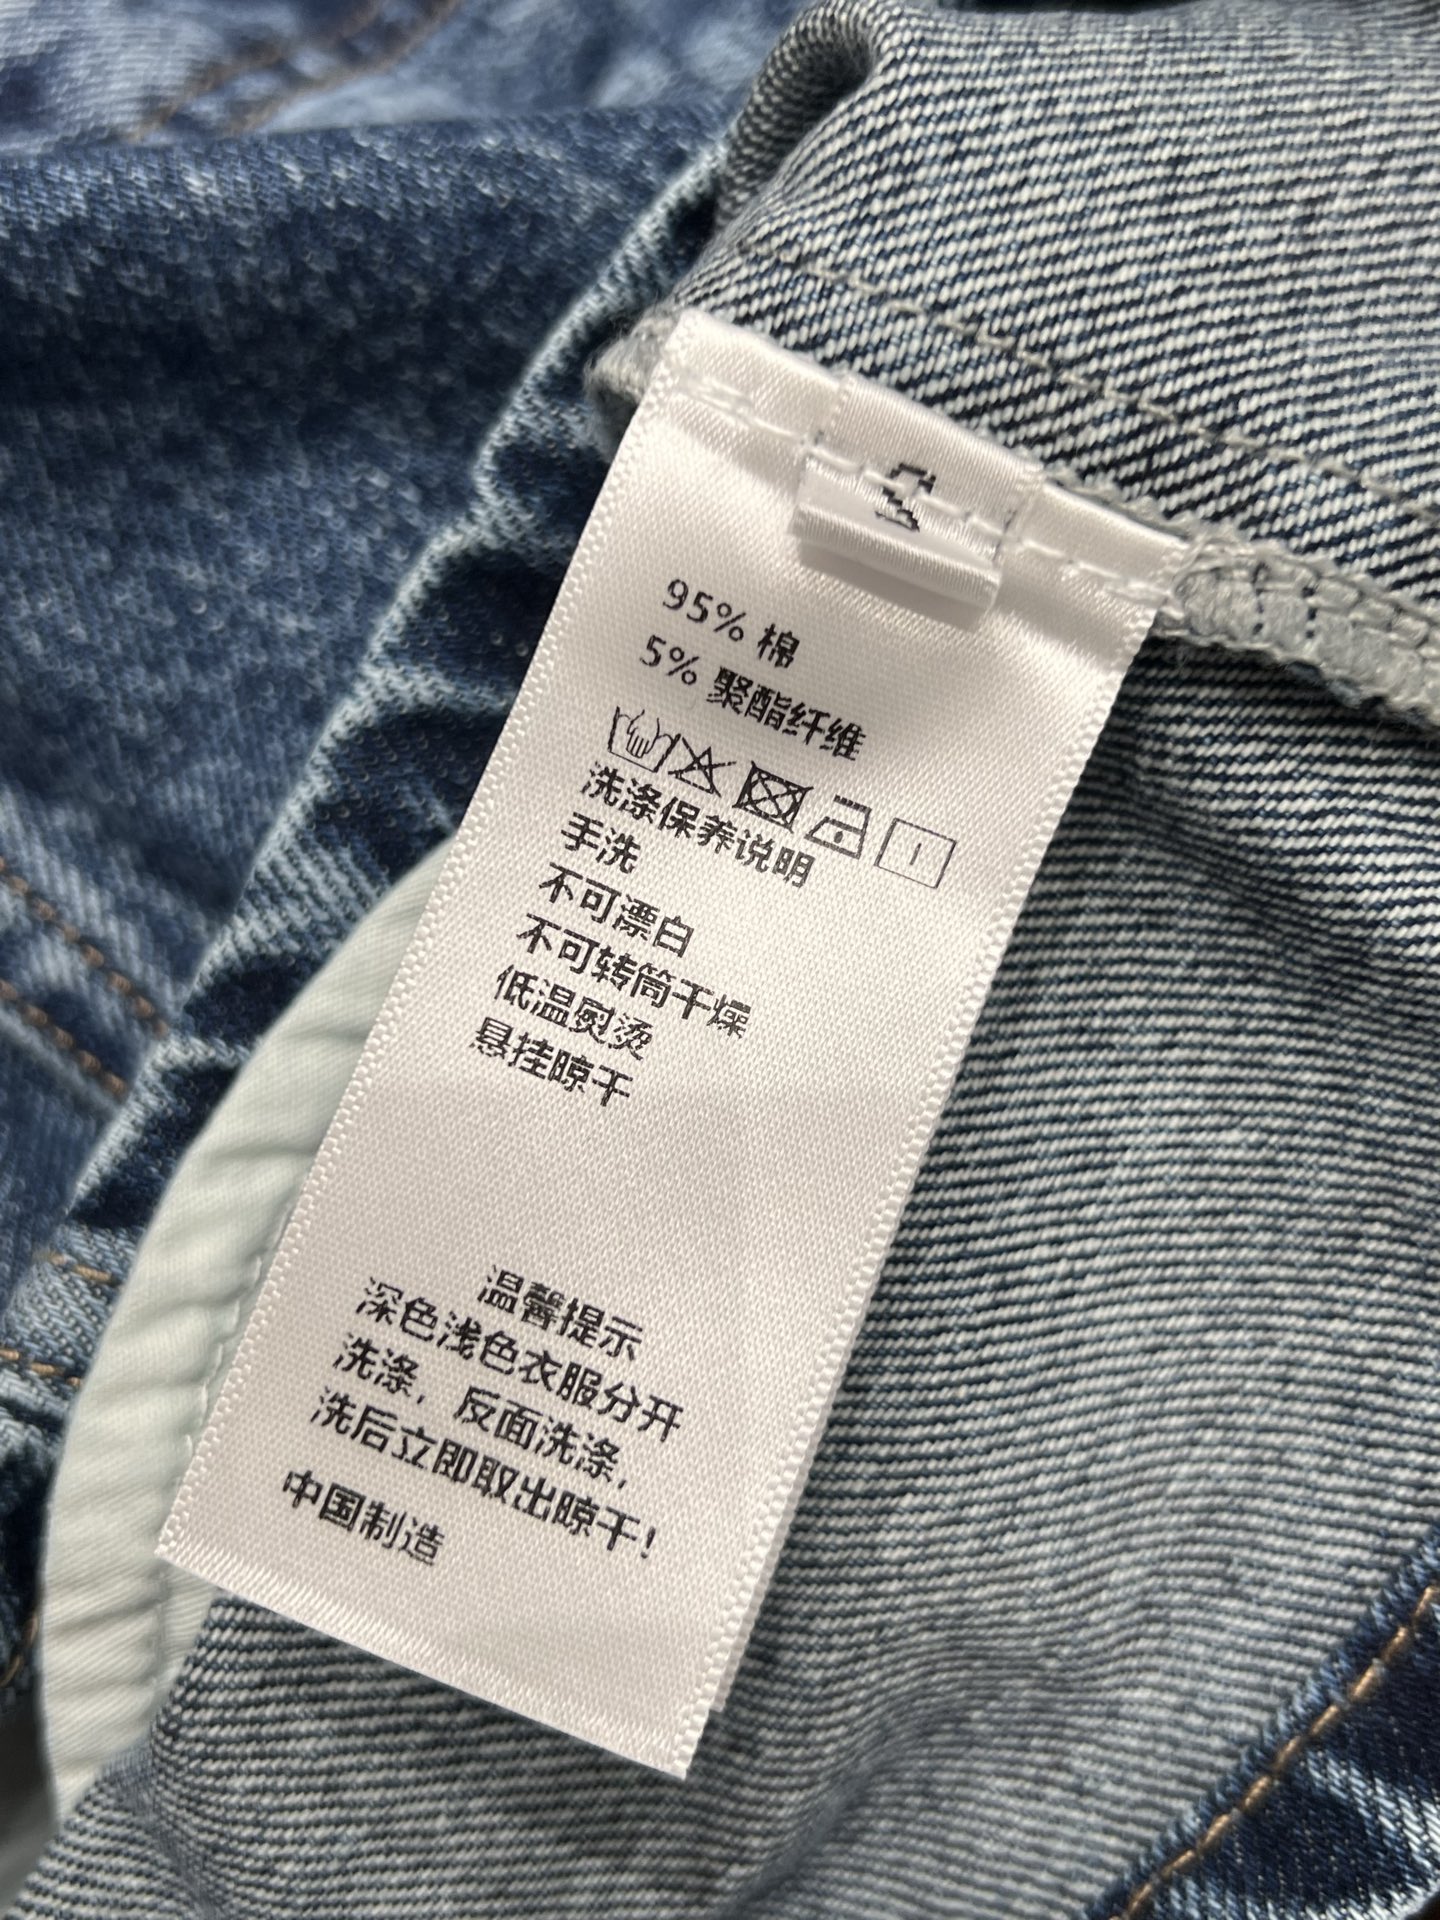 S
95% 棉
5% 聚酯纤维
洗涤保养说明
手洗
不可漂白
不可转筒干燥
低温熨烫
悬挂晾干
温馨提示
深色浅色衣服分开
洗涤，反面洗涤，
洗后立即取出晾干！
中国制造